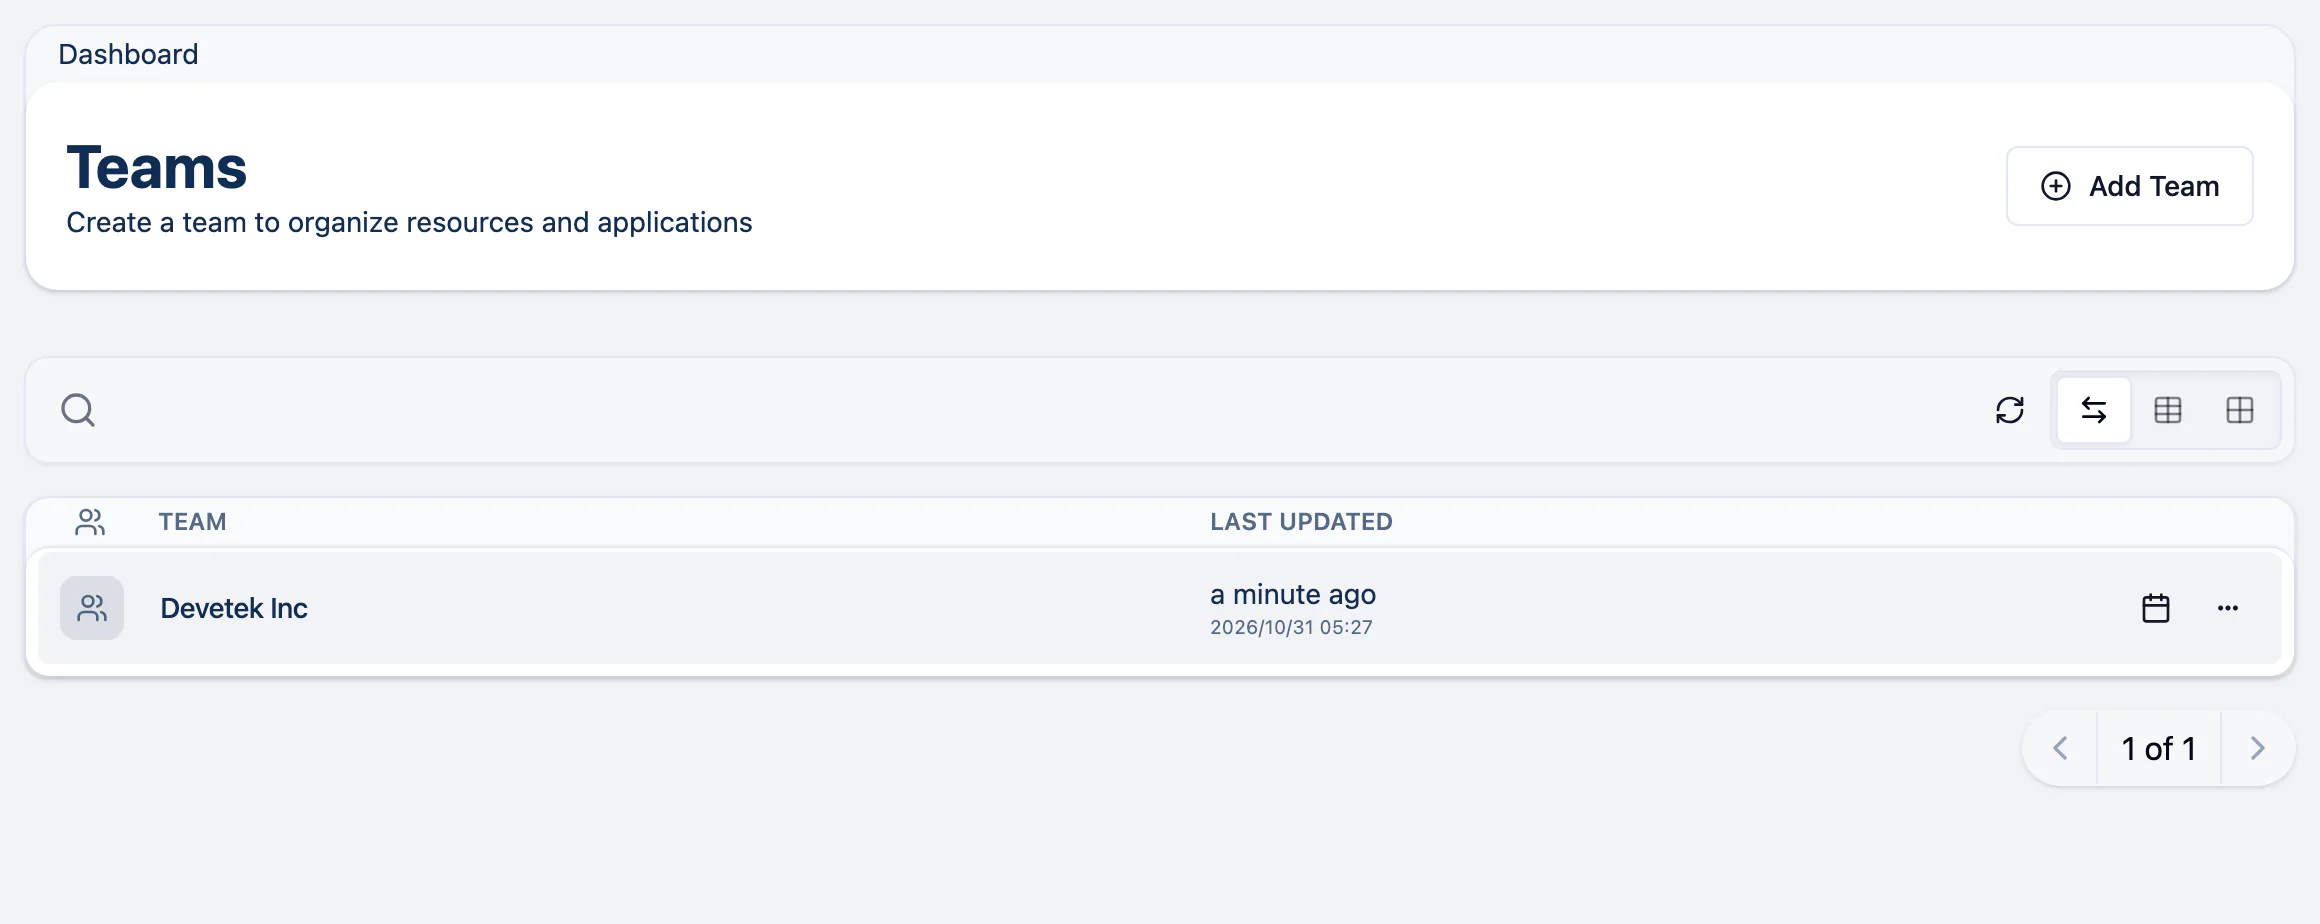 Dashboard
Teams
Create a team to organize resources and applications
Add Team
TEAM
LAST UPDATED
Devetek Inc
a minute ago
2026/10/31 05:27
1 of 1